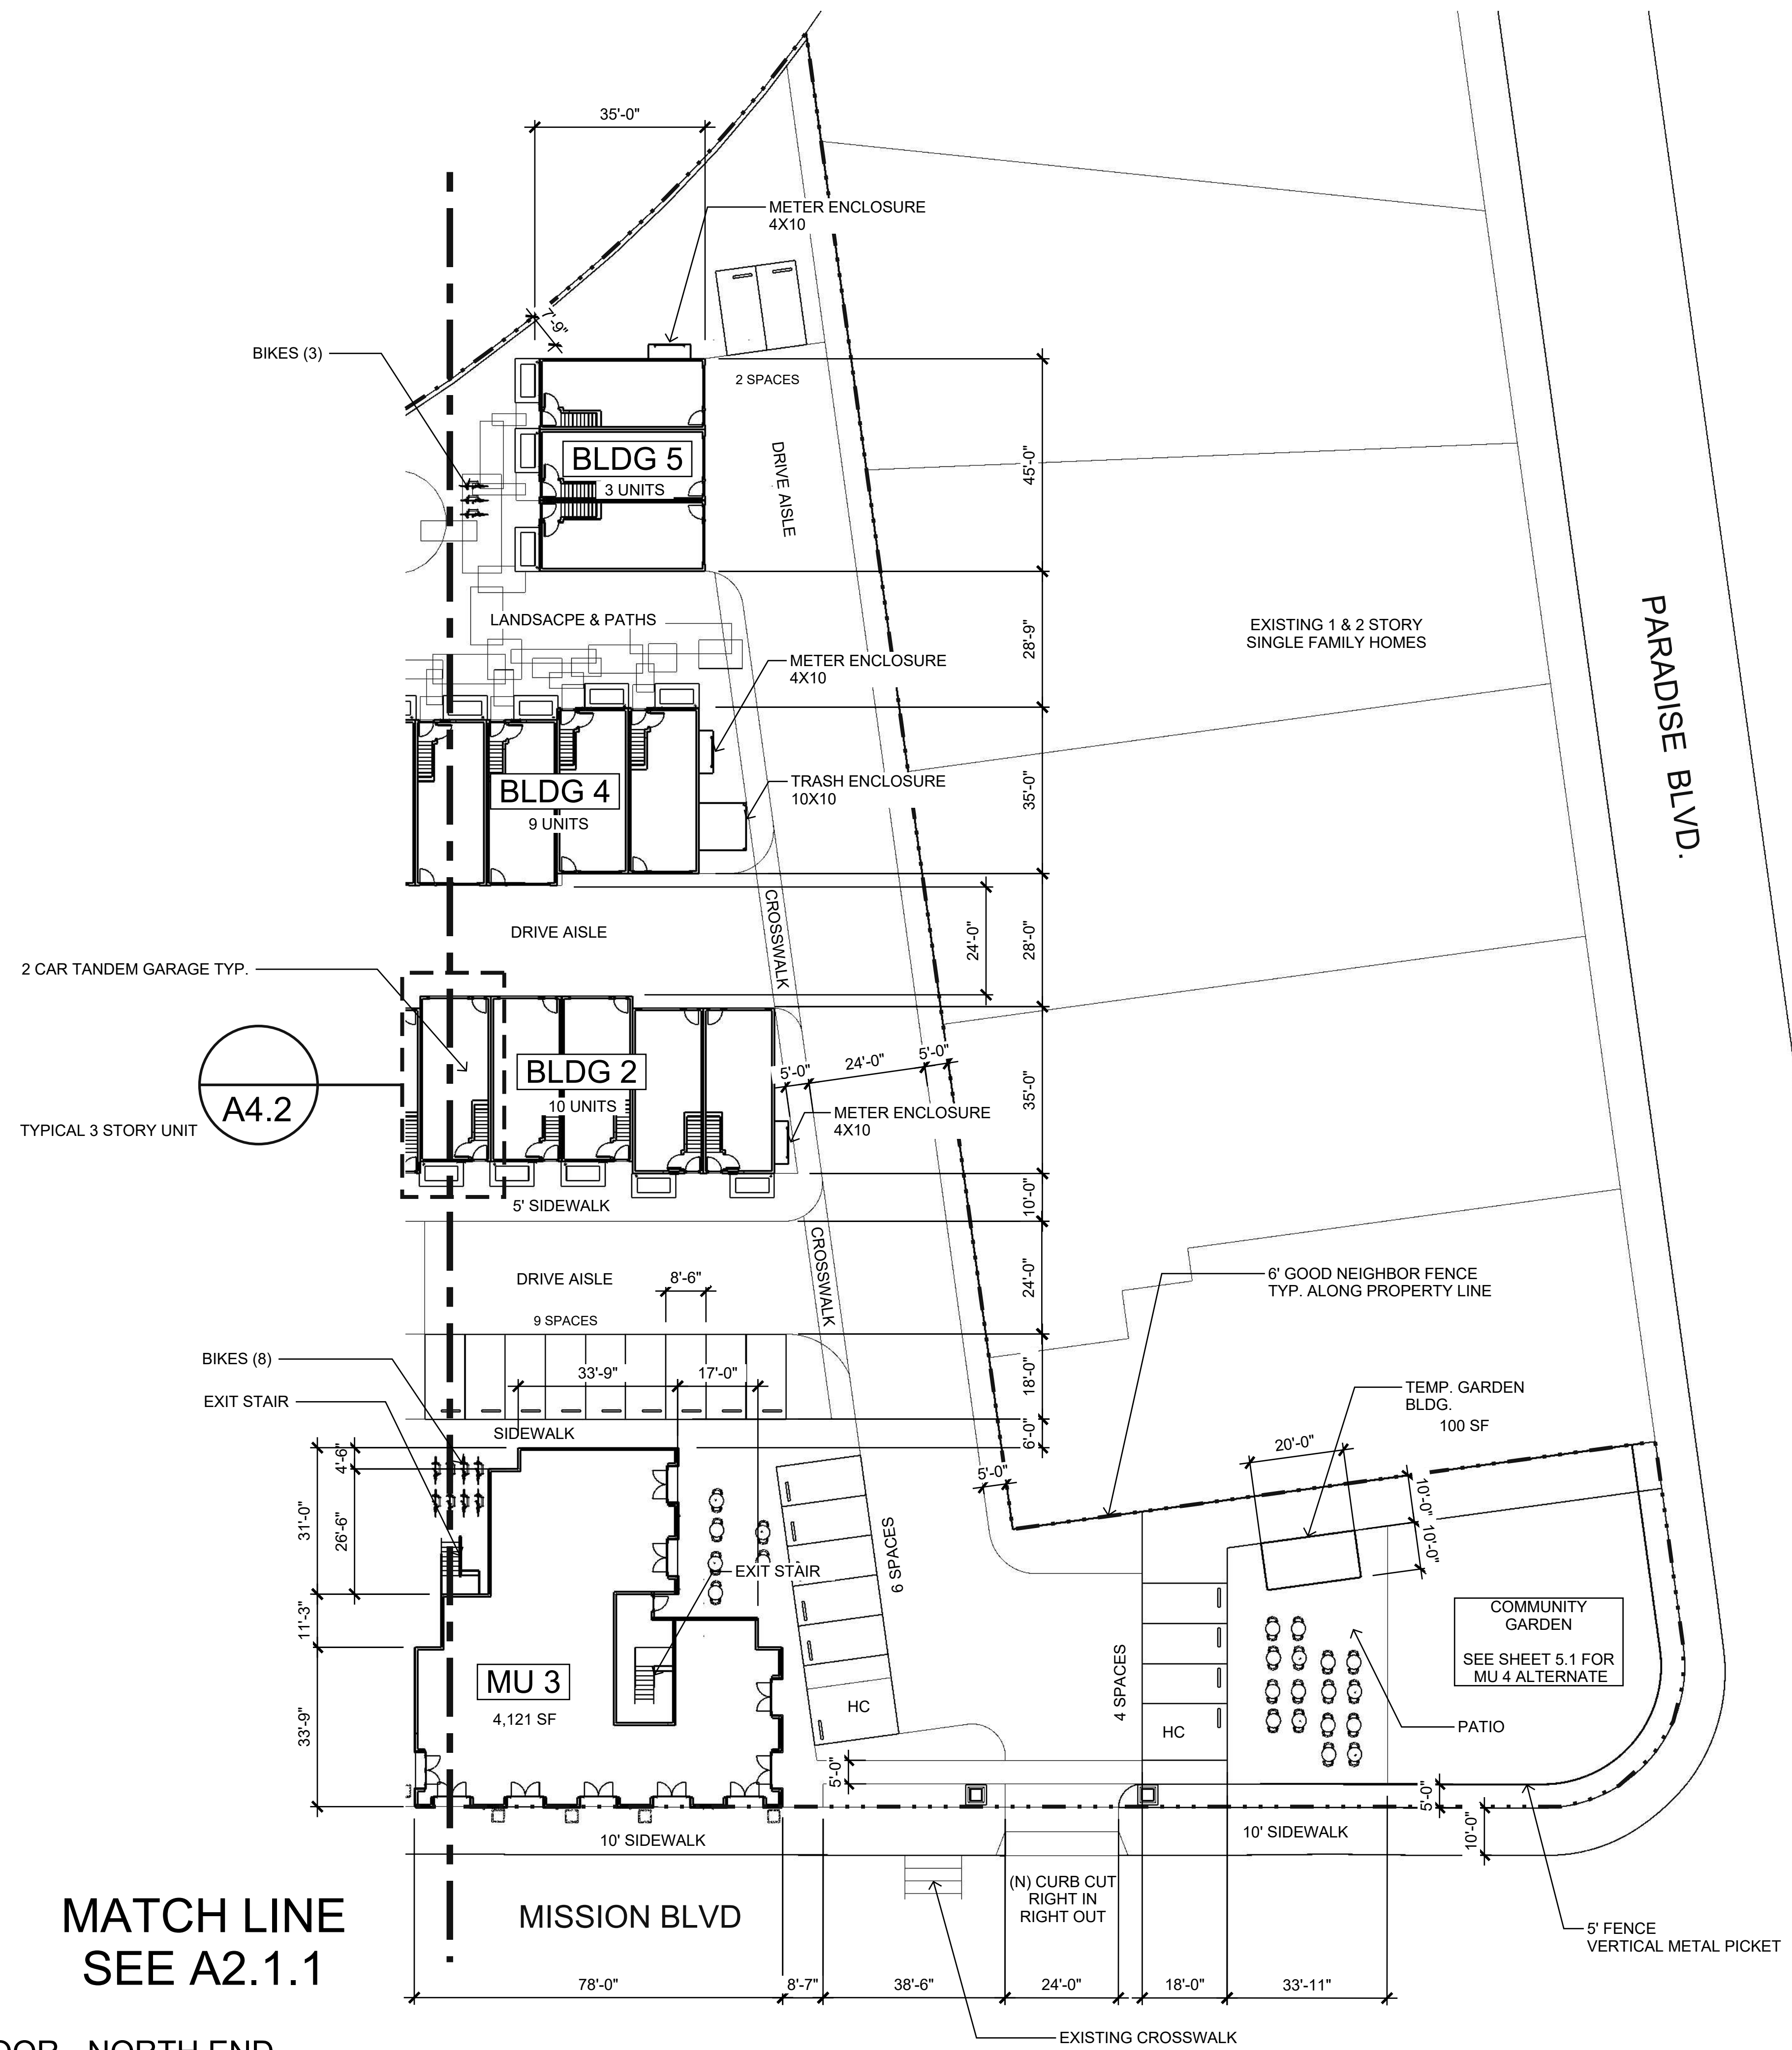 35'-0"
METER ENCLOSURE
4X10
7'-9"
BIKES (3)
2 SPACES
BLDG 5
3 UNITS
DRIVE AISLE
45'-0"
LANDSACPE & PATHS
28'-9"
EXISTING 1 & 2 STORY
SINGLE FAMILY HOMES
PARADISE BLVD.
METER ENCLOSURE
4X10
BLDG 4
9 UNITS
TRASH ENCLOSURE
10X10
35'-0"
DRIVE AISLE
CROSSWALK
24'-0"
28'-0"
2 CAR TANDEM GARAGE TYP.
A4.2
TYPICAL 3 STORY UNIT
BLDG 2
10 UNITS
5'-0"
24'-0"
5'-0"
35'-0"
METER ENCLOSURE
4X10
5' SIDEWALK
10'-0"
DRIVE AISLE
8'-6"
CROSSWALK
24'-0"
6' GOOD NEIGHBOR FENCE
TYP. ALONG PROPERTY LINE
9 SPACES
BIKES (8)
33'-9"
17'-0"
18'-0"
EXIT STAIR
TEMP. GARDEN
BLDG.
100 SF
SIDEWALK
6'-0"
20'-0"
4'-6"
5'-0"
10'-0"
31'-0"
26'-6"
10'-0"
6 SPACES
EXIT STAIR
11'-3"
COMMUNITY
GARDEN
SEE SHEET 5.1 FOR
MU 4 ALTERNATE
MU 3
4,121 SF
33'-9"
HC
4 SPACES
HC
PATIO
5'-0"
5'-0"
10' SIDEWALK
10' SIDEWALK
10'-0"
(N) CURB CUT
RIGHT IN
RIGHT OUT
MATCH LINE
SEE A2.1.1
MISSION BLVD
5' FENCE
VERTICAL METAL PICKET
78'-0"
8'-7"
38'-6"
24'-0"
18'-0"
33'-11"
EXISTING CROSSWALK
NORTH END